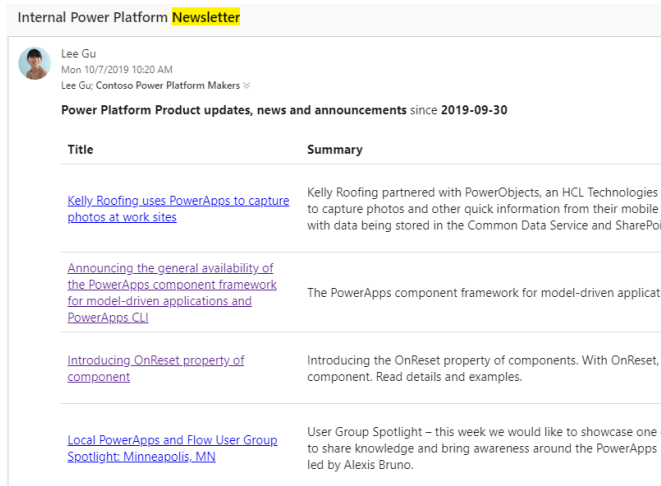 Internal Power Platform Newsletter
Lee Gu
Mon 10/7/2019 10:20 AM
Lee Gu; Contoso Power Platform Makers
Power Platform Product updates, news and announcements since 2019-09-30
Title Summary
Kelly Roofing uses PowerApps to capture
photos at work sites
Kelly Roofing partnered with PowerObjects, an HCL Technologies
to capture photos and other quick information from their mobile
with data being stored in the Common Data Service and
Announcing the general availability of
the PowerApps component framework
for model-driven applications and
PowerApps CLI
The PowerApps component framework for model-driven
Introducing OnReset property of
component
Introducing the OnReset property of components. With OnReset,
component. Read details and examples.
Local PowerApps and Flow User Group
Spotlight: Minneapolis, MN
User Group Spotlight – this week we would like to showcase one
to share knowledge and bring awareness around the PowerApps
led by Alexis Bruno.